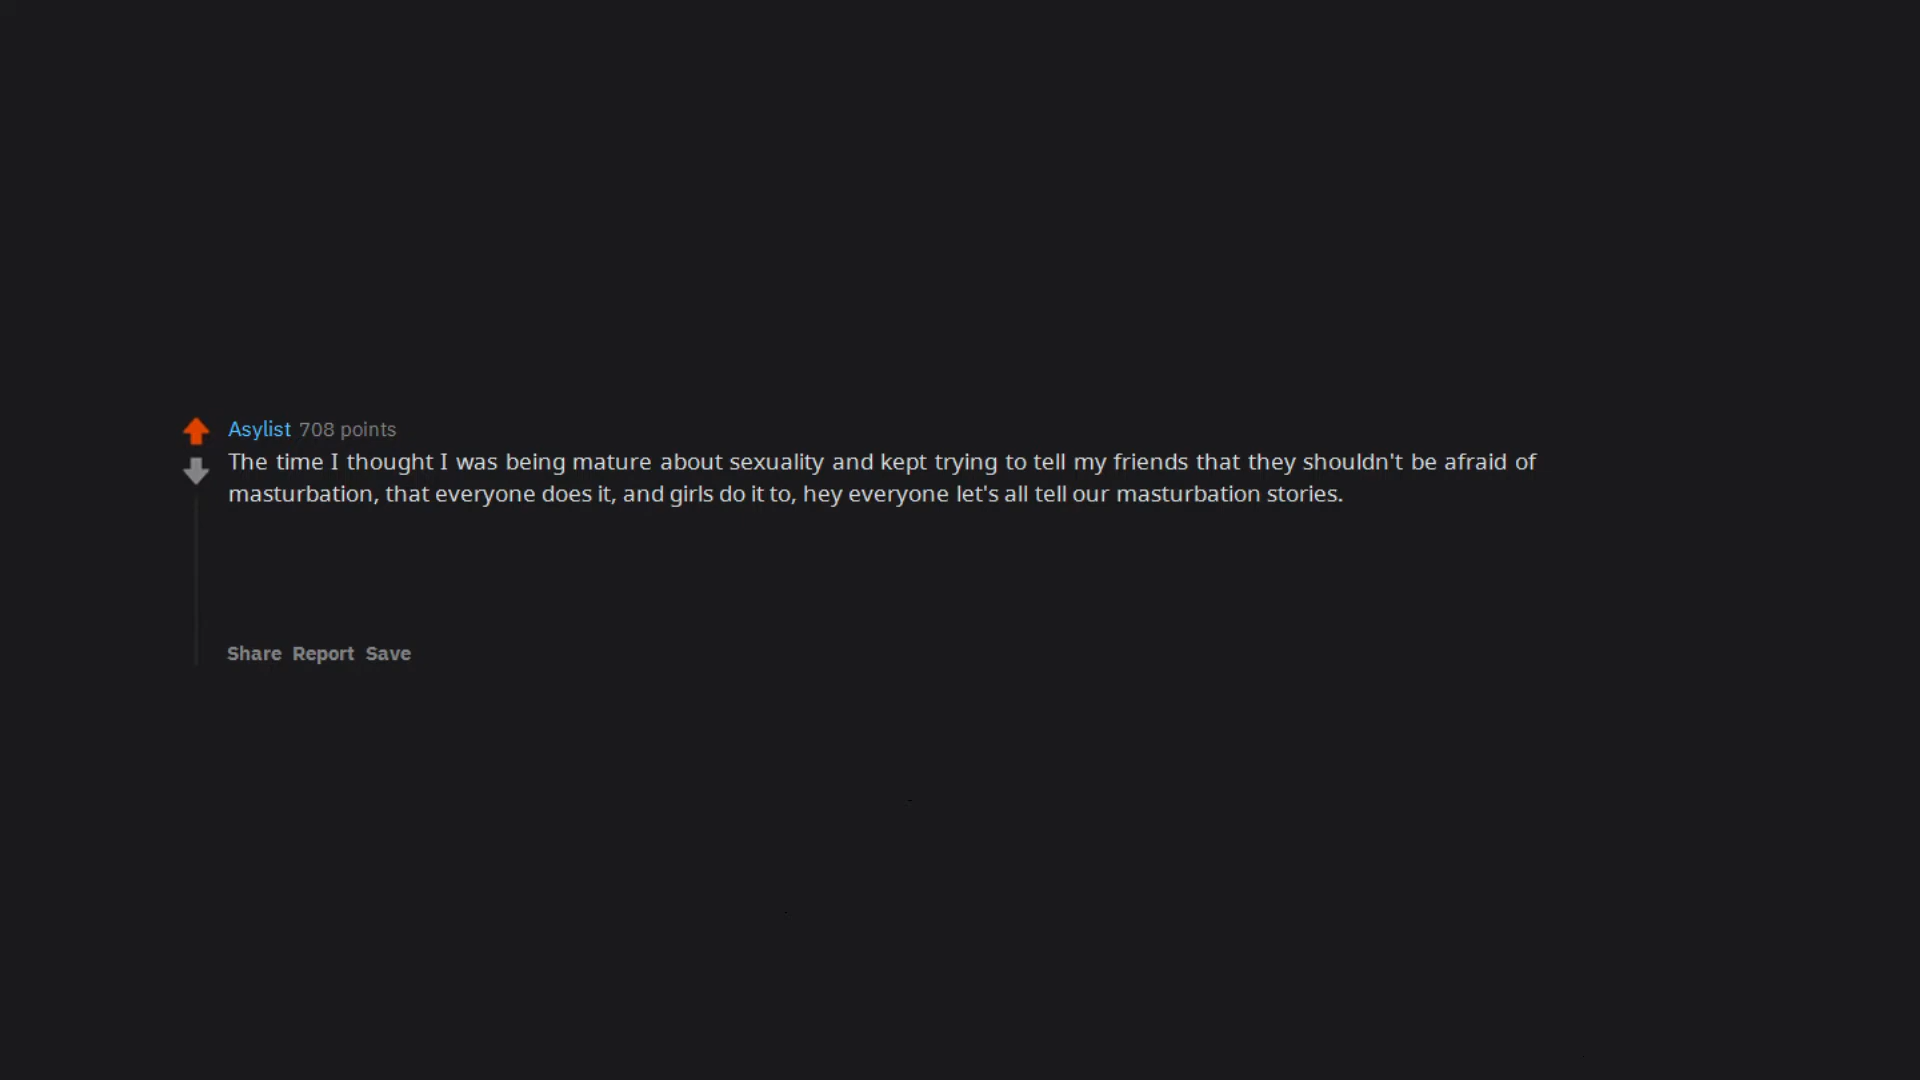 Asylist 708 points
The time I thought I was being mature about sexuality and kept trying to tell my friends that they shouldn't be afraid of
masturbation, that everyone does it, and girls do it to, hey everyone let's all tell our masturbation stories.
Share Report Save